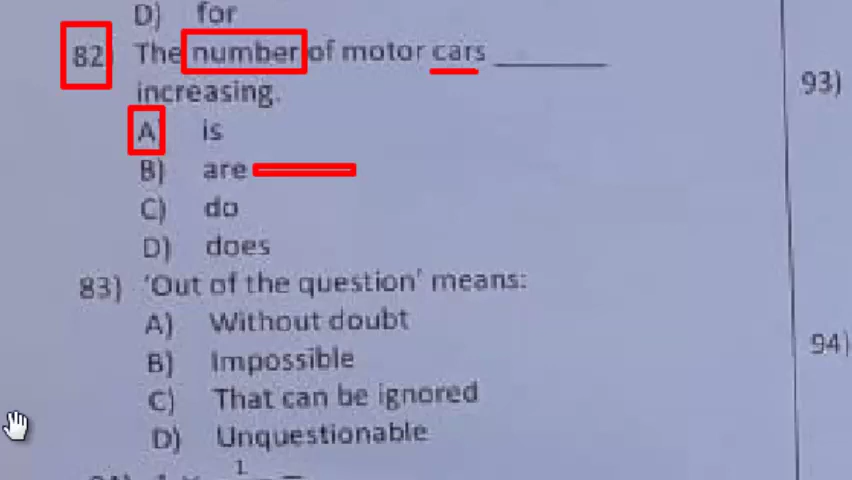 D) for
82) The number of motor cars ________
increasing.
A) is
B) are
C) do
D) does
83) 'Out of the question' means:
A) Without doubt
B) Impossible
C) That can be ignored
D) Unquestionable
93)
94)
1